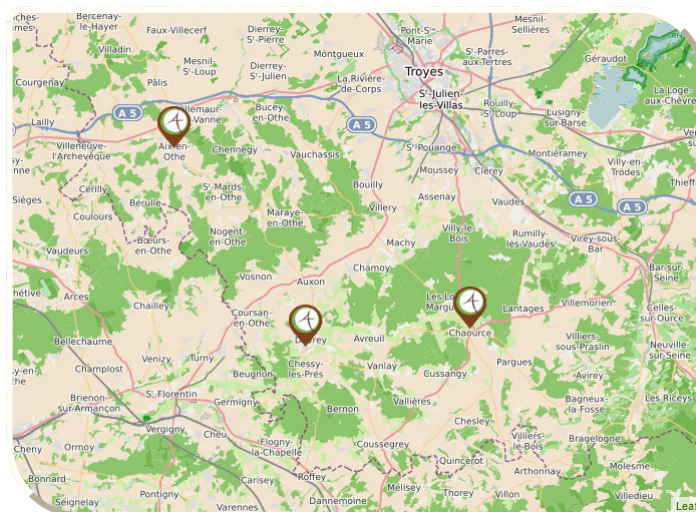 Bercenay-
le-Hayer
Faux-Villecerf
Dierrey-
St-Pierre
Pont-Ste
Marie
Mesnil-
Sellières
Villadin
Montgueux
St-Parres-
aux-Tertres
Géraudot
Mesnil-
St-Loup
Dierrey-
St-Julien
Troyes
Courgenay
Pâlis
La Rivière-
de-Corps
St-Julien-
les-Villas
La Loge-
aux-Chèvre
A 5
Bucey-
en-Othe
Rouilly-
St-Loup
Lusigny-
sur-Barse
Lailly
A 5
Villeneuve-
l'Archevêque
Aix-en-
Othe
Chennegy
Vauchassis
St-Pouange
Montiéramey
Villy-en-
Trodes
Moussey
Clérey
Thieff
Cérilly
St-Mards-
en-Othe
Bouilly
Assenay
Sièges
Bérulle
Villery
Vaudes
A 5
A 5
Coulours
Maraye-
en-Othe
Nogent-
en-Othe
Villy-le-
Bois
Rumilly-
lès-Vaudes
Virey-sous-
Bar
Vaudeurs
Bœurs-
en-Othe
Machy
Vosnon
Chamoy
Bar-sur-
Seine
Auxon
Arces
Chailley
Lantages
Villemorien
Celles-
sur-Ource
Coursan-
en-Othe
Chaource
Bellechaume
Avreuil
Villiers-
sous-Praslin
Neuville-
sur-Seine
Venizy
Turny
Champlost
Chessy-
les-Prés
Vanlay
Pargues
Beugnon
Cussangy
Avirey
Brienon-
sur-Armançon
St-Florentin
Germigny
Bernon
Vallières
Bagneux-
la-Fosse
Les Riceys
Vergigny
Chéu
Chesley
Cheny
Ormoy
Flogny-
la-Chapelle
Coussegrey
Villiers-
le-Bois
Bragelogne
Quincerot
Arthonnay
Molesme
Bonnard
Carisey
Roffey
Mélisey
Thorey
Villon
Villedieu
Pontigny
Seignelay
Varennes
Dannemoine